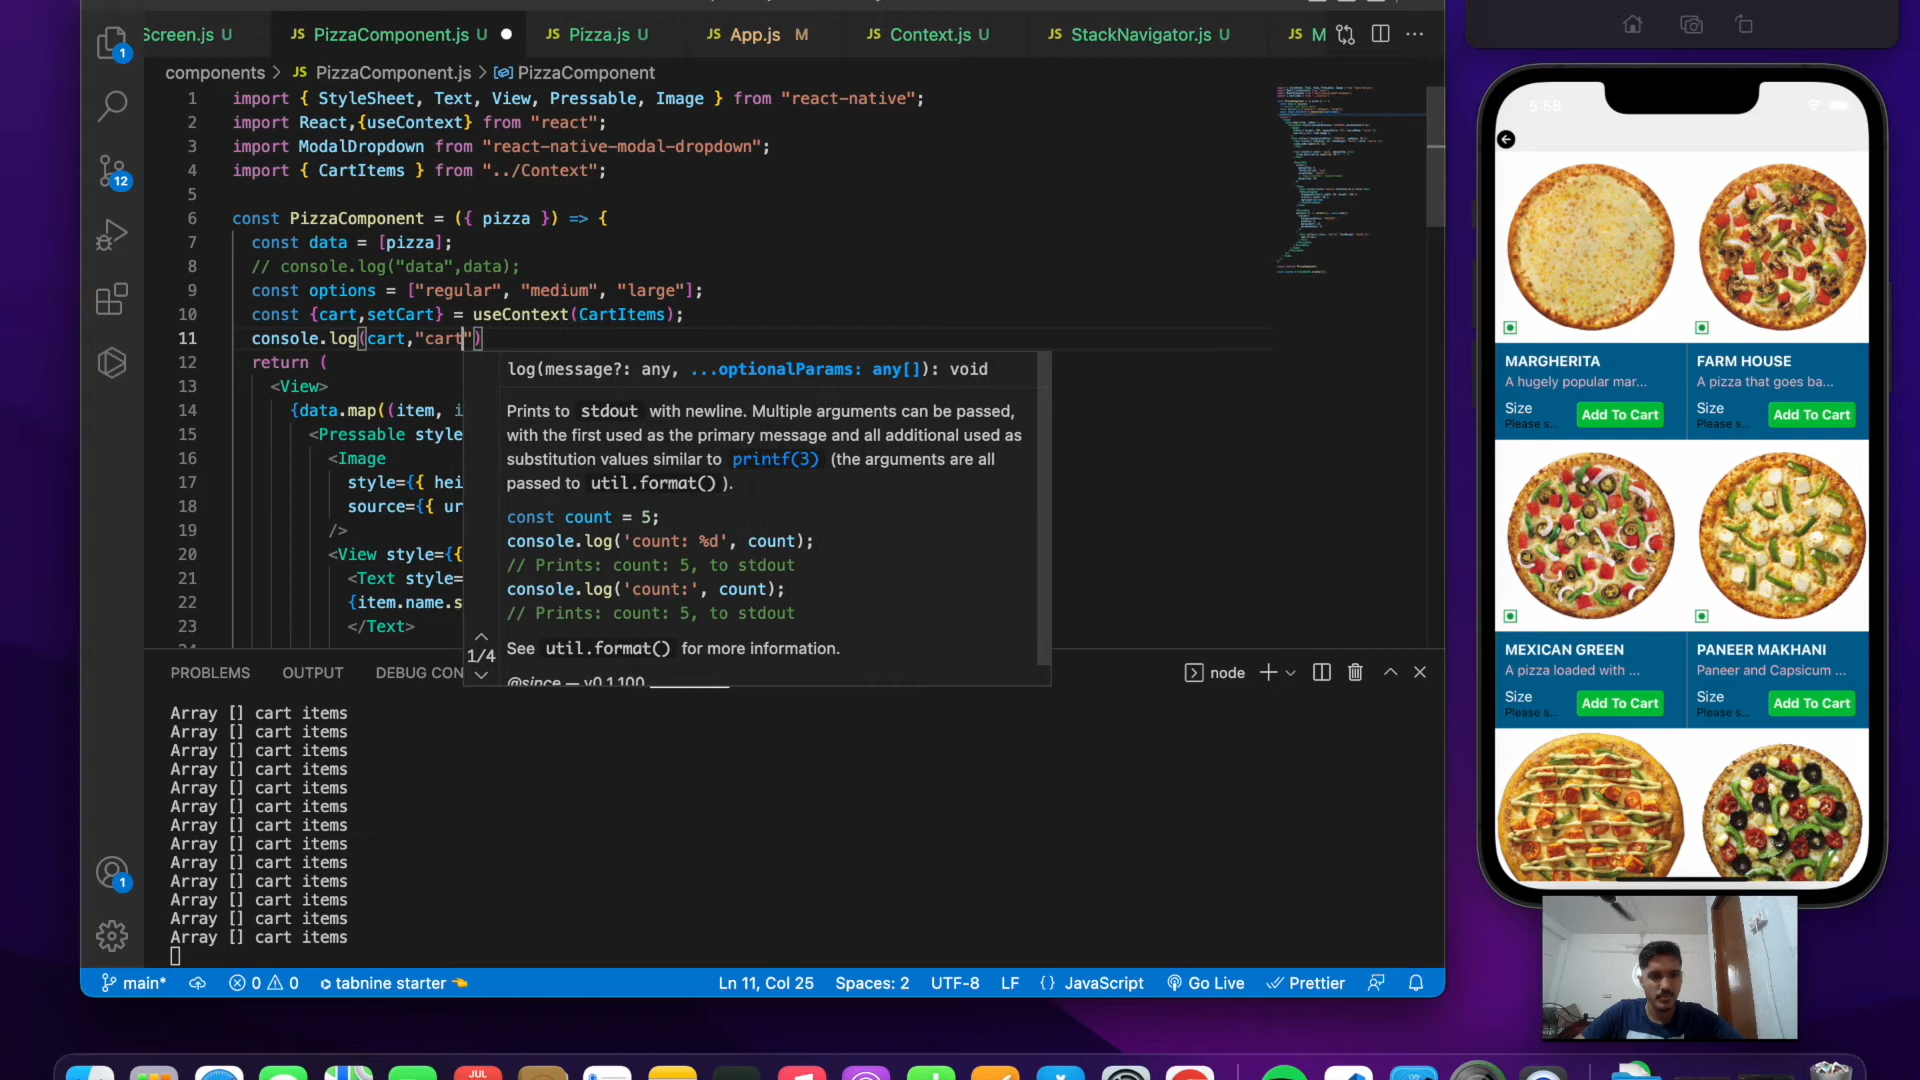 Screen.js U
JS PizzaComponent.js U
JS Pizza.js U
JS App.js M
JS Context.js U
JS StackNavigator.js U
JS M
components > JS PizzaComponent.js > PizzaComponent
1 import { StyleSheet, Text, View, Pressable, Image } from "react-native";
2 import React,{useContext} from "react";
3 import ModalDropdown from "react-native-modal-dropdown";
4 import { CartItems } from "../Context";
5
6 const PizzaComponent = ({ pizza }) => {
7 const data = [pizza];
8 // console.log("data",data);
9 const options = ["regular", "medium", "large"];
10 const {cart,setCart} = useContext(CartItems);
11 console.log(cart,"cart")
12 return (
13 <View>
14 {data.map((item, i
15 <Pressable style
16 <Image
17 style={{ hei
18 source={{ ur
19 />
20 <View style={{
21 <Text style=
22 {item.name.s
23 </Text>
log(message?: any, ...optionalParams: any[]): void
Prints to stdout with newline. Multiple arguments can be passed,
with the first used as the primary message and all additional used as
substitution values similar to printf(3) (the arguments are all
passed to util.format() ).
const count = 5;
console.log('count: %d', count);
// Prints: count: 5, to stdout
console.log('count:', count);
// Prints: count: 5, to stdout
See util.format() for more information.
@since — v0.1.100
1/4
PROBLEMS OUTPUT DEBUG CON
node
Array [] cart items
Array [] cart items
Array [] cart items
Array [] cart items
Array [] cart items
Array [] cart items
Array [] cart items
Array [] cart items
Array [] cart items
Array [] cart items
Array [] cart items
Array [] cart items
Array [] cart items
main* 0 0 tabnine starter Ln 11, Col 25 Spaces: 2 UTF-8 LF {} JavaScript Go Live Prettier
1
12
1
5:58
MARGHERITA
A hugely popular mar...
Size
Please s...
Add To Cart
FARM HOUSE
A pizza that goes ba...
Size
Please s...
Add To Cart
MEXICAN GREEN
A pizza loaded with ...
Size
Please s...
Add To Cart
PANEER MAKHANI
Paneer and Capsicum ...
Size
Please s...
Add To Cart
JUL